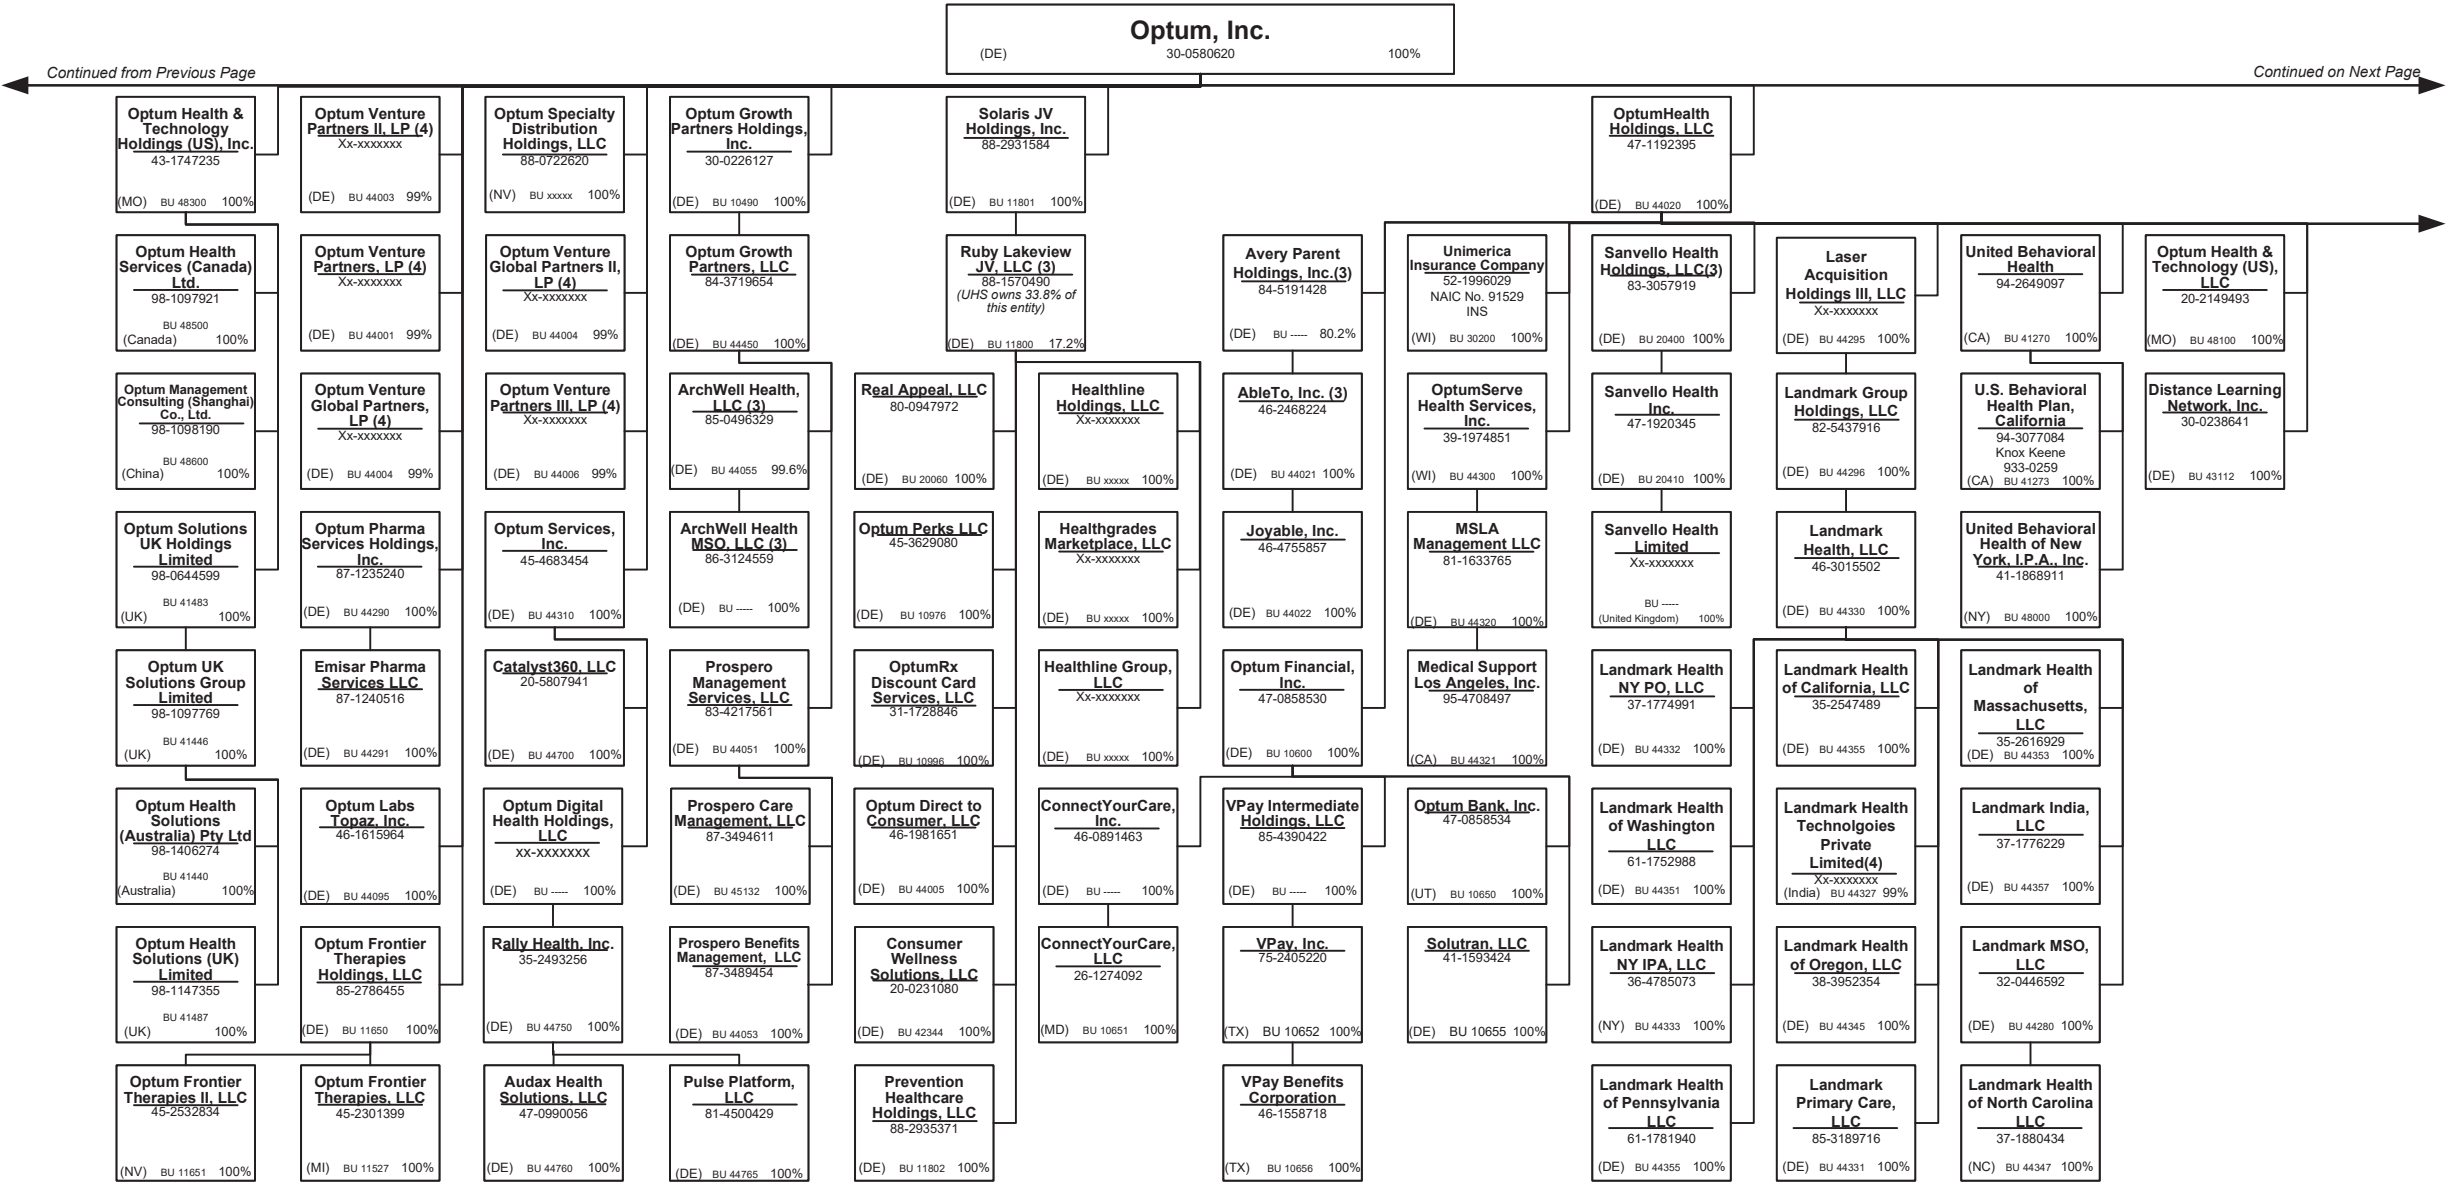 Optum, Inc.
(DE) 30-0580620 100%
Continued from Previous Page
Continued on Next Page
Optum Health &
Technology
Holdings (US), Inc.
43-1747235
(MO) BU 48300 100%
Optum Venture
Partners II, LP (4)
Xx-xxxxxxx
(DE) BU 44003 99%
Optum Specialty
Distribution
Holdings, LLC
88-0722620
(NV) BU xxxxx 100%
Optum Growth
Partners Holdings,
Inc.
30-0226127
(DE) BU 10490 100%
Solaris JV
Holdings, Inc.
88-2931584
(DE) BU 11801 100%
OptumHealth
Holdings, LLC
47-1192395
(DE) BU 44020 100%
Optum Health
Services (Canada)
Ltd.
98-1097921
BU 48500
(Canada) 100%
Optum Venture
Partners, LP (4)
Xx-xxxxxxx
(DE) BU 44001 99%
Optum Venture
Global Partners II,
LP (4)
Xx-xxxxxxx
(DE) BU 44004 99%
Optum Growth
Partners, LLC
84-3719654
(DE) BU 44450 100%
Ruby Lakeview
JV, LLC (3)
88-1570490
(UHS owns 33.8% of
this entity)
(DE) BU 11800 17.2%
Avery Parent
Holdings, Inc.(3)
84-5191428
(DE) BU ----- 80.2%
Unimerica
Insurance Company
52-1996029
NAIC No. 91529
INS
(WI) BU 30200 100%
Sanvello Health
Holdings, LLC(3)
83-3057919
(DE) BU 20400 100%
Laser
Acquisition
Holdings III, LLC
Xx-xxxxxxx
(DE) BU 44295 100%
United Behavioral
Health
94-2649097
(CA) BU 41270 100%
Optum Health &
Technology (US),
LLC
20-2149493
(MO) BU 48100 100%
Optum Management
Consulting (Shanghai)
Co., Ltd.
98-1098190
BU 48600
(China) 100%
Optum Venture
Global Partners,
LP (4)
Xx-xxxxxxx
(DE) BU 44004 99%
Optum Venture
Partners III, LP (4)
Xx-xxxxxxx
(DE) BU 44006 99%
ArchWell Health,
LLC (3)
85-0496329
(DE) BU 44055 99.6%
Real Appeal, LLC
80-0947972
(DE) BU 20060 100%
Healthline
Holdings, LLC
Xx-xxxxxxx
(DE) BU xxxxx 100%
AbleTo, Inc. (3)
46-2468224
(DE) BU 44021 100%
OptumServe
Health Services,
Inc.
39-1974851
(WI) BU 44300 100%
Sanvello Health
Inc.
47-1920345
(DE) BU 20410 100%
Landmark Group
Holdings, LLC
82-5437916
(DE) BU 44296 100%
U.S. Behavioral
Health Plan,
California
94-3077084
Knox Keene
933-0259
(CA) BU 41273 100%
Distance Learning
Network, Inc.
30-0238641
(DE) BU 43112 100%
Optum Solutions
UK Holdings
Limited
98-0644599
BU 41483
(UK) 100%
Optum Pharma
Services Holdings,
Inc.
87-1235240
(DE) BU 44290 100%
Optum Services,
Inc.
45-4683454
(DE) BU 44310 100%
ArchWell Health
MSO, LLC (3)
86-3124559
(DE) BU ----- 100%
Optum Perks LLC
45-3629080
(DE) BU 10976 100%
Healthgrades
Marketplace, LLC
Xx-xxxxxxx
(DE) BU xxxxx 100%
Joyable, Inc.
46-4755857
(DE) BU 44022 100%
MSLA
Management LLC
81-1633765
(DE) BU 44320 100%
Sanvello Health
Limited
Xx-xxxxxxx
BU -----
(United Kingdom) 100%
Landmark
Health, LLC
46-3015502
(DE) BU 44330 100%
United Behavioral
Health of New
York, I.P.A., Inc.
41-1868911
(NY) BU 48000 100%
Optum UK
Solutions Group
Limited
98-1097769
BU 41446
(UK) 100%
Emisar Pharma
Services LLC
87-1240516
(DE) BU 44291 100%
Catalyst360, LLC
20-5807941
(DE) BU 44700 100%
Prospero
Management
Services, LLC
83-4217561
(DE) BU 44051 100%
OptumRx
Discount Card
Services, LLC
31-1728846
(DE) BU 10996 100%
Healthline Group,
LLC
Xx-xxxxxxx
(DE) BU xxxxx 100%
Optum Financial,
Inc.
47-0858530
(DE) BU 10600 100%
Medical Support
Los Angeles, Inc.
95-4708497
(CA) BU 44321 100%
Landmark Health
NY PO, LLC
37-1774991
(DE) BU 44332 100%
Landmark Health
of California, LLC
35-2547489
(DE) BU 44355 100%
Landmark Health
of
Massachusetts,
LLC
35-2616929
(DE) BU 44353 100%
Optum Health
Solutions
(Australia) Pty Ltd
98-1406274
BU 41440
(Australia) 100%
Optum Labs
Topaz, Inc.
46-1615964
(DE) BU 44095 100%
Optum Digital
Health Holdings,
LLC
xx-xxxxxxx
(DE) BU ----- 100%
Prospero Care
Management, LLC
87-3494611
(DE) BU 45132 100%
Optum Direct to
Consumer, LLC
46-1981651
(DE) BU 44005 100%
ConnectYourCare,
Inc.
46-0891463
(DE) BU ----- 100%
VPay Intermediate
Holdings, LLC
85-4390422
(DE) BU ----- 100%
Optum Bank, Inc.
47-0858534
(UT) BU 10650 100%
Landmark Health
of Washington
LLC
61-1752988
(DE) BU 44351 100%
Landmark Health
Technolgoies
Private
Limited(4)
Xx-xxxxxxx
(India) BU 44327 99%
Landmark India,
LLC
37-1776229
(DE) BU 44357 100%
Optum Health
Solutions (UK)
Limited
98-1147355
BU 41487
(UK) 100%
Optum Frontier
Therapies
Holdings, LLC
85-2786455
(DE) BU 11650 100%
Rally Health, Inc.
35-2493256
(DE) BU 44750 100%
Prospero Benefits
Management, LLC
87-3489454
(DE) BU 44053 100%
Consumer
Wellness
Solutions, LLC
20-0231080
(DE) BU 42344 100%
ConnectYourCare,
LLC
26-1274092
(MD) BU 10651 100%
VPay, Inc.
75-2405220
(TX) BU 10652 100%
Solutran, LLC
41-1593424
(DE) BU 10655 100%
Landmark Health
NY IPA, LLC
36-4785073
(NY) BU 44333 100%
Landmark Health
of Oregon, LLC
38-3952354
(DE) BU 44345 100%
Landmark MSO,
LLC
32-0446592
(DE) BU 44280 100%
Optum Frontier
Therapies II, LLC
45-2532834
(NV) BU 11651 100%
Optum Frontier
Therapies, LLC
45-2301399
(MI) BU 11527 100%
Audax Health
Solutions, LLC
47-0990056
(DE) BU 44760 100%
Pulse Platform,
LLC
81-4500429
(DE) BU 44765 100%
Prevention
Healthcare
Holdings, LLC
88-2935371
(DE) BU 11802 100%
VPay Benefits
Corporation
46-1558718
(TX) BU 10656 100%
Landmark Health
of Pennsylvania
LLC
61-1781940
(DE) BU 44355 100%
Landmark
Primary Care,
LLC
85-3189716
(DE) BU 44331 100%
Landmark Health
of North Carolina
LLC
37-1880434
(NC) BU 44347 100%